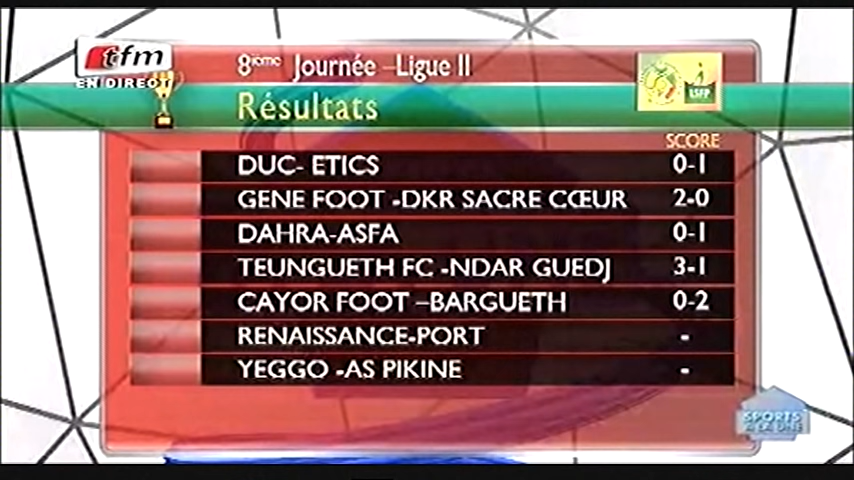 tfm
EN DIRECT
8ième Journée –Ligue II
Résultats
LSFP
SCORE
DUC- ETICS 0-1
GENE FOOT -DKR SACRE CŒUR 2-0
DAHRA-ASFA 0-1
TEUNGUETH FC -NDAR GUEDJ 3-1
CAYOR FOOT –BARGUETH 0-2
RENAISSANCE-PORT -
YEGGO -AS PIKINE -
SPORTS
A LA UNE